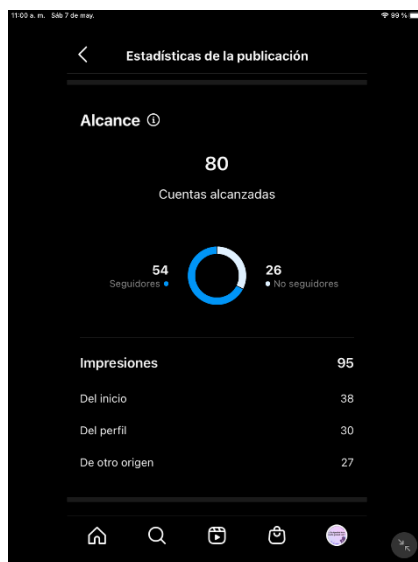 11:00 a. m. Sáb 7 de may. 99 %
Estadísticas de la publicación
Alcance
80
Cuentas alcanzadas
54 26
Seguidores No seguidores
Impresiones 95
Del inicio 38
Del perfil 30
De otro origen 27